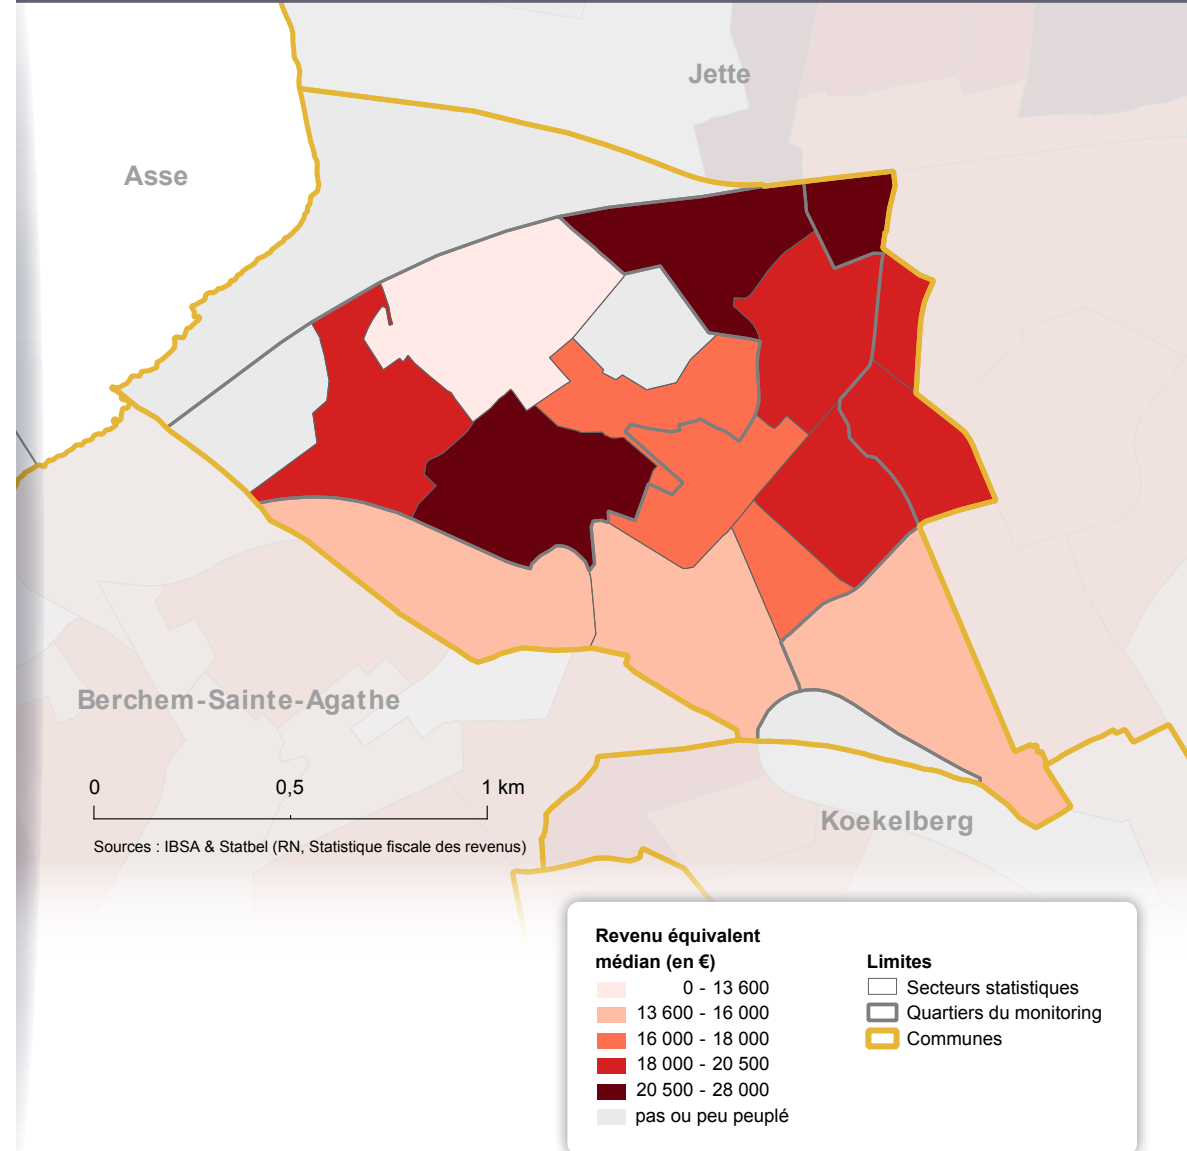 Jette
Asse
Berchem-Sainte-Agathe
0 0,5 1 km
Koekelberg
Sources : IBSA & Statbel (RN, Statistique fiscale des revenus)
Revenu équivalent
médian (en €)
0 - 13 600
13 600 - 16 000
16 000 - 18 000
18 000 - 20 500
20 500 - 28 000
pas ou peu peuplé
Limites
Secteurs statistiques
Quartiers du monitoring
Communes